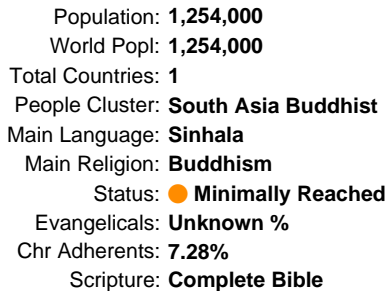 Population: 1,254,000
World Popl: 1,254,000
Total Countries: 1
People Cluster: South Asia Buddhist
Main Language: Sinhala
Main Religion: Buddhism
Status: Minimally Reached
Evangelicals: Unknown %
Chr Adherents: 7.28%
Scripture: Complete Bible